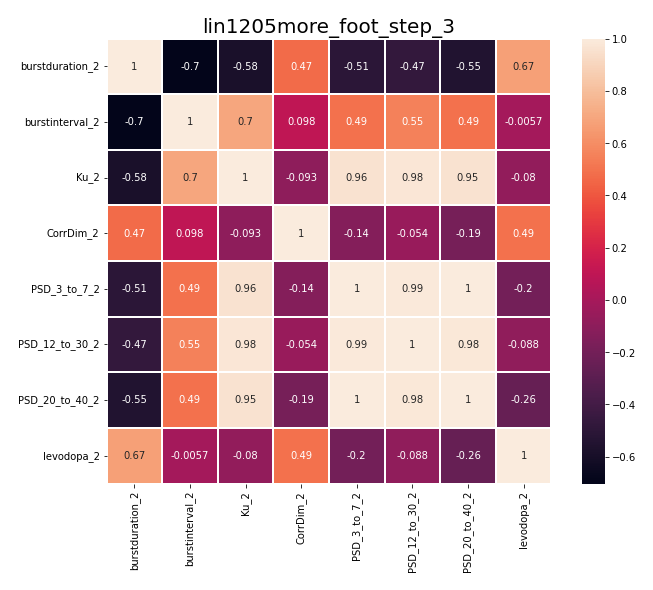 lin1205more_foot_step_3
burstduration_2 1 -0.7 -0.58 0.47 -0.51 -0.47 -0.55 0.67
burstinterval_2 -0.7 1 0.7 0.098 0.49 0.55 0.49 -0.0057
Ku_2 -0.58 0.7 1 -0.093 0.96 0.98 0.95 -0.08
CorrDim_2 0.47 0.098 -0.093 1 -0.14 -0.054 -0.19 0.49
PSD_3_to_7_2 -0.51 0.49 0.96 -0.14 1 0.99 1 -0.2
PSD_12_to_30_2 -0.47 0.55 0.98 -0.054 0.99 1 0.98 -0.088
PSD_20_to_40_2 -0.55 0.49 0.95 -0.19 1 0.98 1 -0.26
levodopa_2 0.67 -0.0057 -0.08 0.49 -0.2 -0.088 -0.26 1
burstduration_2
burstinterval_2
Ku_2
CorrDim_2
PSD_3_to_7_2
PSD_12_to_30_2
PSD_20_to_40_2
levodopa_2
1.0
0.8
0.6
0.4
0.2
0.0
−0.2
−0.4
−0.6